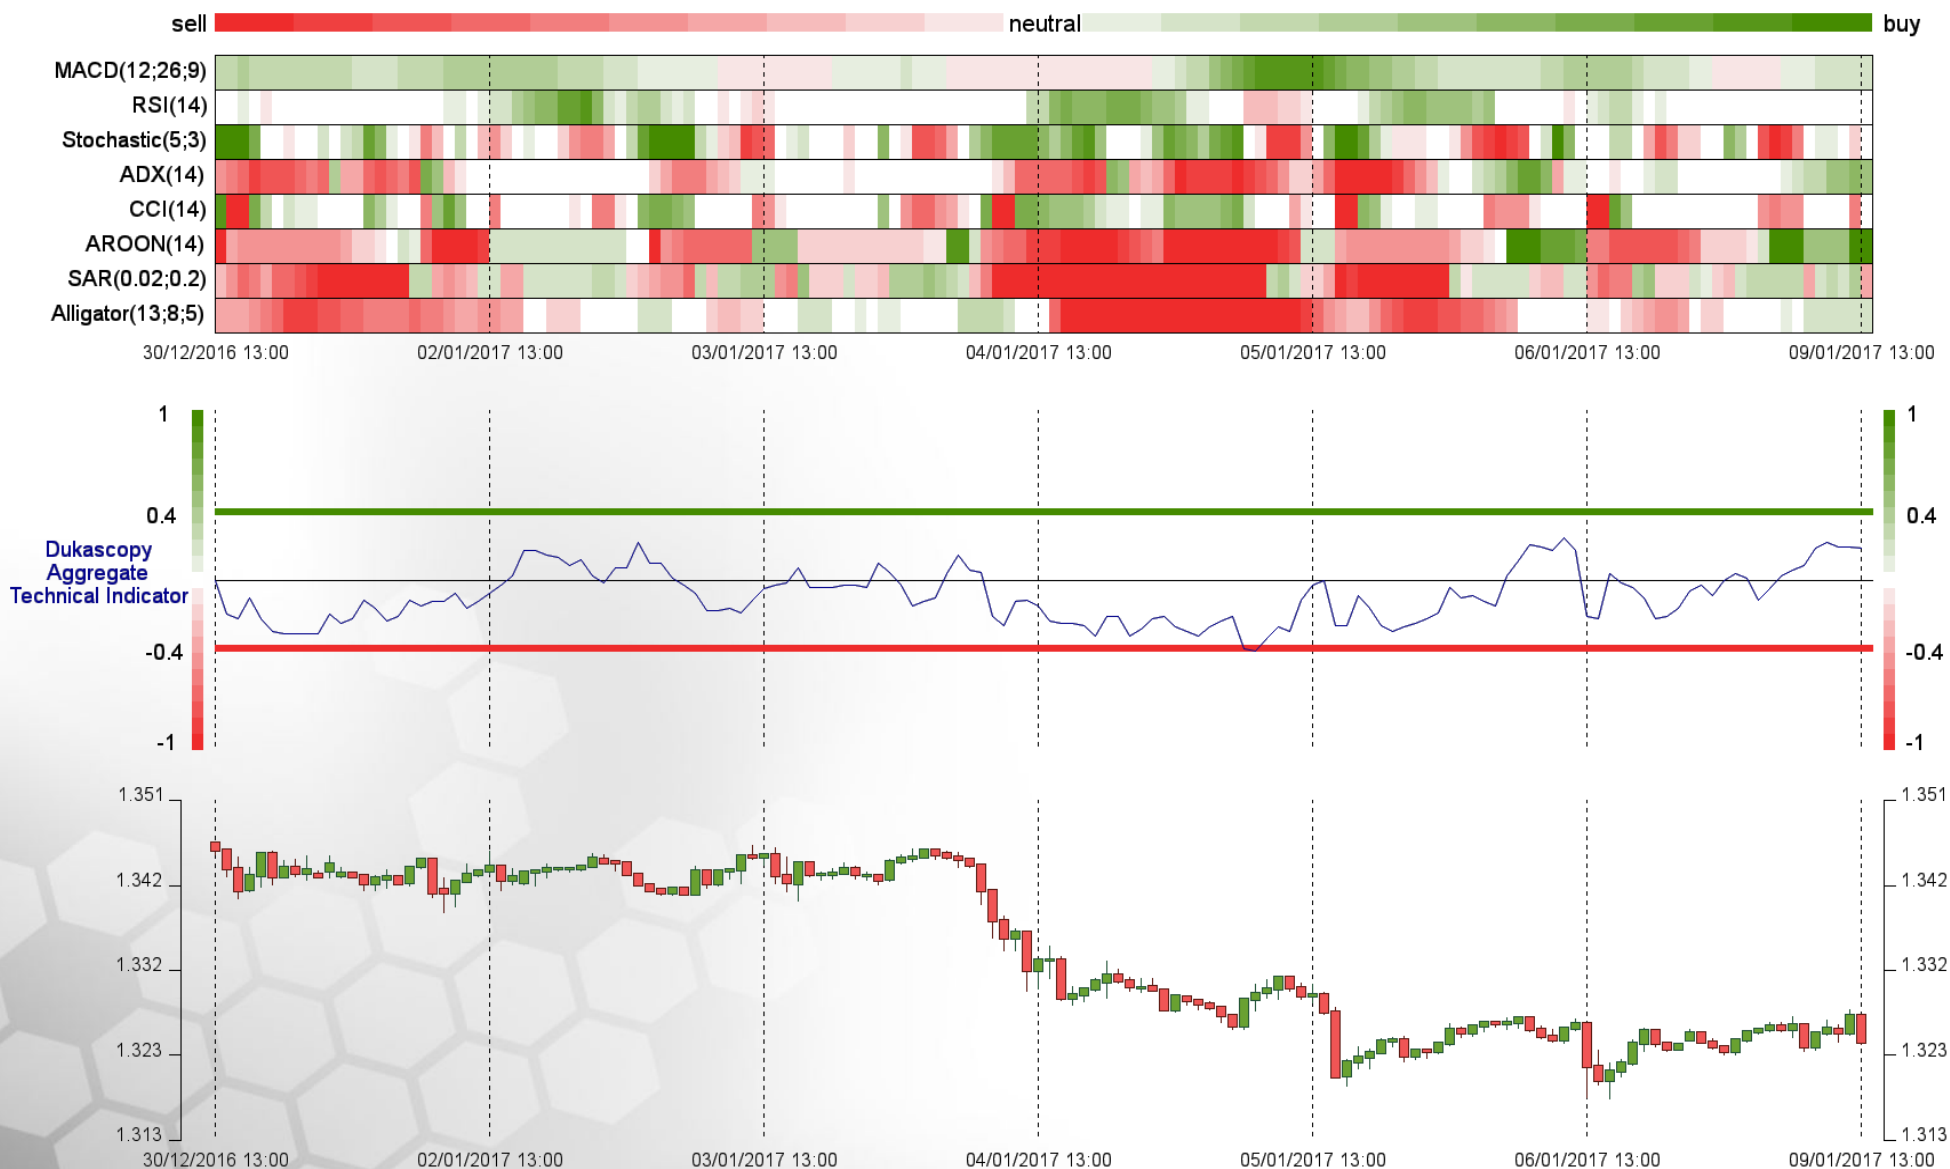 sell neutral buy
MACD(12;26;9)
RSI(14)
Stochastic(5;3)
ADX(14)
CCI(14)
AROON(14)
SAR(0.02;0.2)
Alligator(13;8;5)
30/12/2016 13:00 02/01/2017 13:00 03/01/2017 13:00 04/01/2017 13:00 05/01/2017 13:00 06/01/2017 13:00 09/01/2017 13:00
1 1
0.4 0.4
Dukascopy
Aggregate
Technical Indicator
-0.4 -0.4
-1 -1
1.351 1.351
1.342 1.342
1.332 1.332
1.323 1.323
1.313 1.313
30/12/2016 13:00 02/01/2017 13:00 03/01/2017 13:00 04/01/2017 13:00 05/01/2017 13:00 06/01/2017 13:00 09/01/2017 13:00